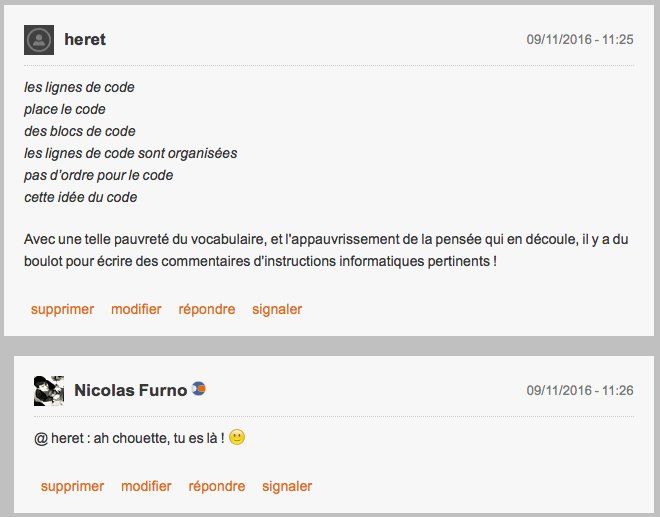 heret
09/11/2016 - 11:25
les lignes de code
place le code
des blocs de code
les lignes de code sont organisées
pas d'ordre pour le code
cette idée du code
Avec une telle pauvreté du vocabulaire, et l'appauvrissement de la pensée qui en découle, il y a du
boulot pour écrire des commentaires d'instructions informatiques pertinents !
supprimer modifier répondre signaler
Nicolas Furno
09/11/2016 - 11:26
@ heret : ah chouette, tu es là ! 🙂
supprimer modifier répondre signaler